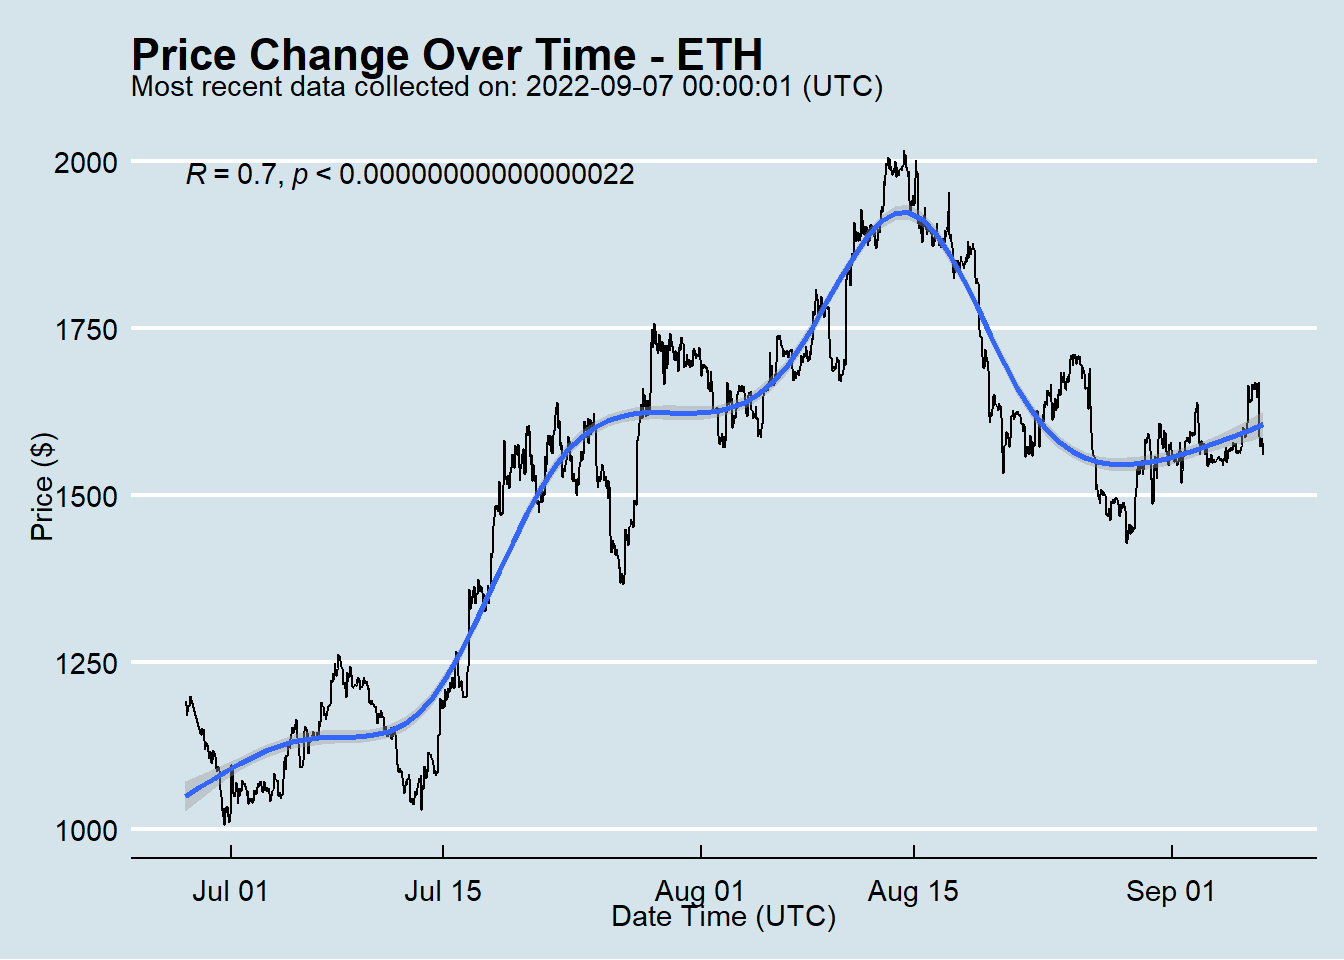 Price Change Over Time - ETH
Most recent data collected on: 2022-09-07 00:00:01 (UTC)
R = 0.7, p < 0.00000000000000022
2000
1750
1500
1250
1000
Price ($)
Jul 01 Jul 15 Aug 01 Aug 15 Sep 01
Date Time (UTC)